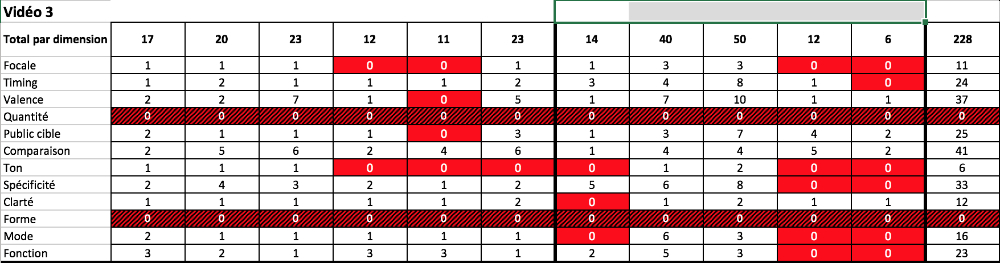 Vidéo 3
Total par dimension 17 20 23 12 11 23 14 40 50 12 6 228
Focale 1 1 1 0 0 1 1 3 3 0 0 11
Timing 1 2 1 1 1 2 3 4 8 1 0 24
Valence 2 2 7 1 0 5 1 7 10 1 1 37
Quantité 0 0 0 0 0 0 0 0 0 0 0 0
Public cible 2 1 1 1 0 3 1 3 7 4 2 25
Comparaison 2 5 6 2 4 6 1 4 4 5 2 41
Ton 1 1 1 0 0 0 0 1 2 0 0 6
Spécificité 2 4 3 2 1 2 5 6 8 0 0 33
Clarté 1 1 1 1 1 2 0 1 2 1 1 12
Forme 0 0 0 0 0 0 0 0 0 0 0 0
Mode 2 1 1 1 1 1 0 6 3 0 0 16
Fonction 3 2 1 3 3 1 2 5 3 0 0 23